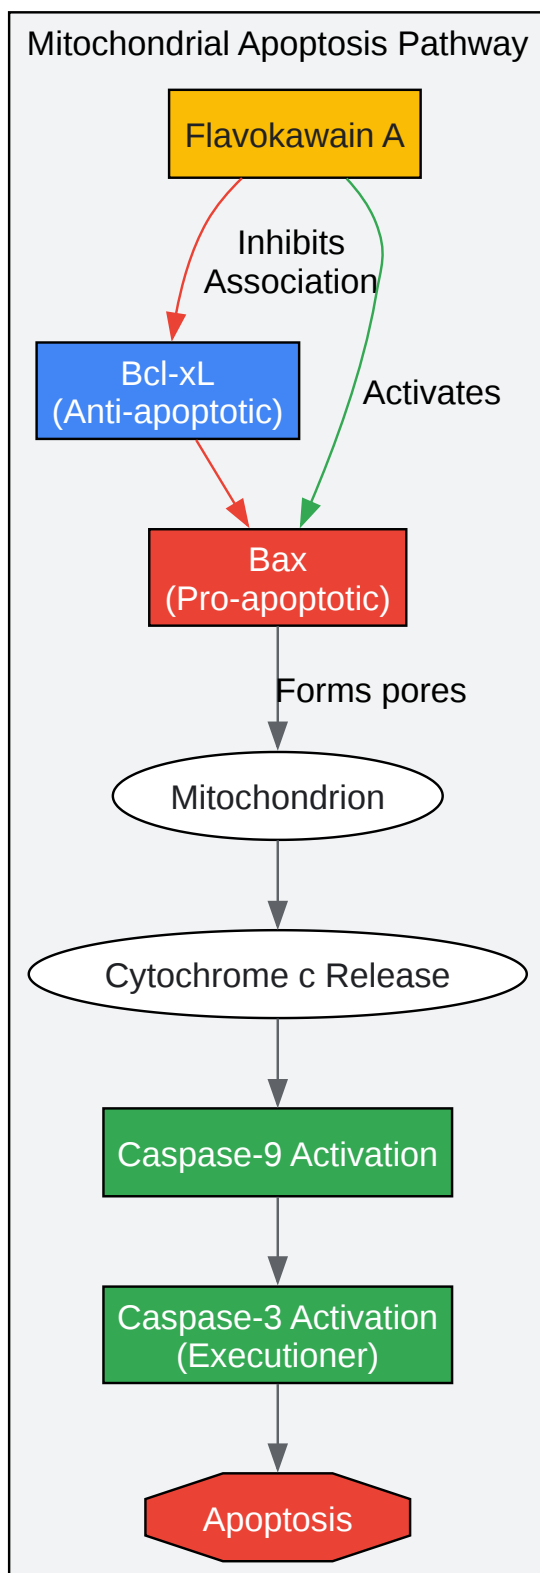 Mitochondrial Apoptosis Pathway
Flavokawain A
Inhibits
Association
Bcl-xL
(Anti-apoptotic)
Activates
Bax
(Pro-apoptotic)
Forms pores
Mitochondrion
Cytochrome c Release
Caspase-9 Activation
Caspase-3 Activation
(Executioner)
Apoptosis